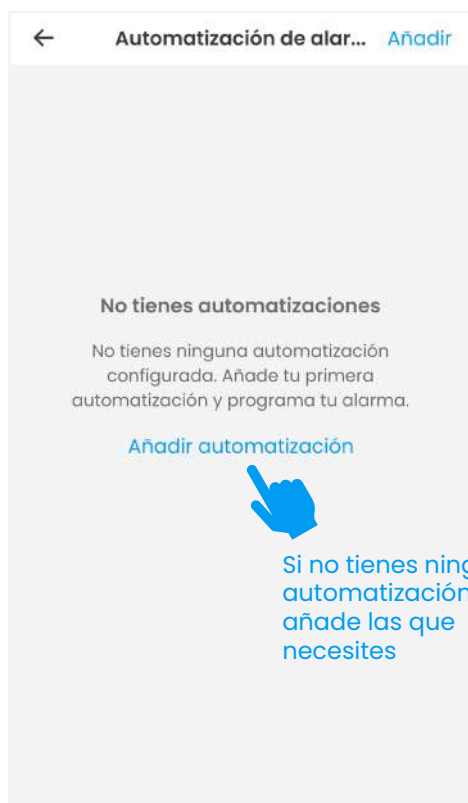 Automatización de alar... Añadir
No tienes automatizaciones
No tienes ninguna automatización
configurada. Añade tu primera
automatización y programa tu alarma.
Añadir automatización
Si no tienes ning
automatización
añade las que
necesites